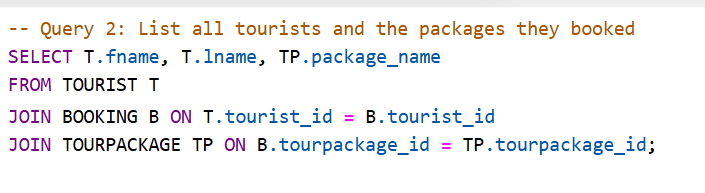 -- Query 2: List all tourists and the packages they booked
SELECT T.fname, T.lname, TP.package_name
FROM TOURIST T
JOIN BOOKING B ON T.tourist_id = B.tourist_id
JOIN TOURPACKAGE TP ON B.tourpackage_id = TP.tourpackage_id;